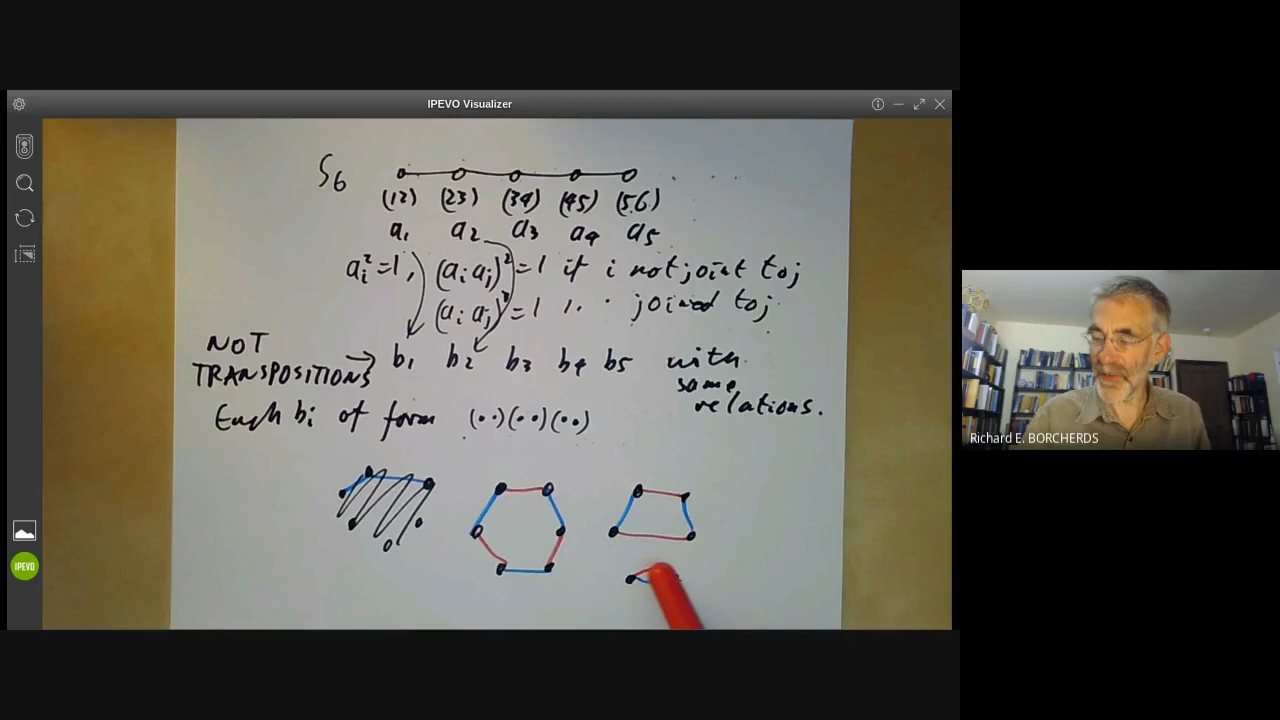 IPEVO Visualizer
S6
(12) (23) (34) (45) (56)
a1 a2 a3 a4 a5
ai²=1, (ai aj)²=1 if i not joint to j
(ai aj)³=1 joined to j
NOT
TRANSPOSITIONS → b1 b2 b3 b4 b5 with
some
relations.
Each bi of form (··)(··)(··)
Richard E. BORCHERDS
IPEVO